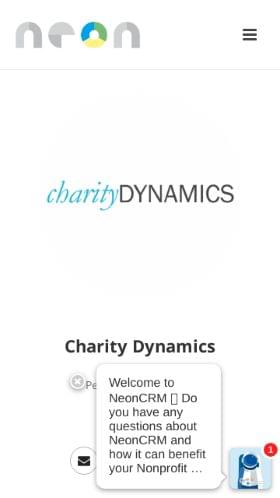 neon
charityDYNAMICS
Charity Dynamics
Pe
Welcome to
NeonCRM ▯ Do
you have any
questions about
NeonCRM and
how it can benefit
your Nonprofit ...
1